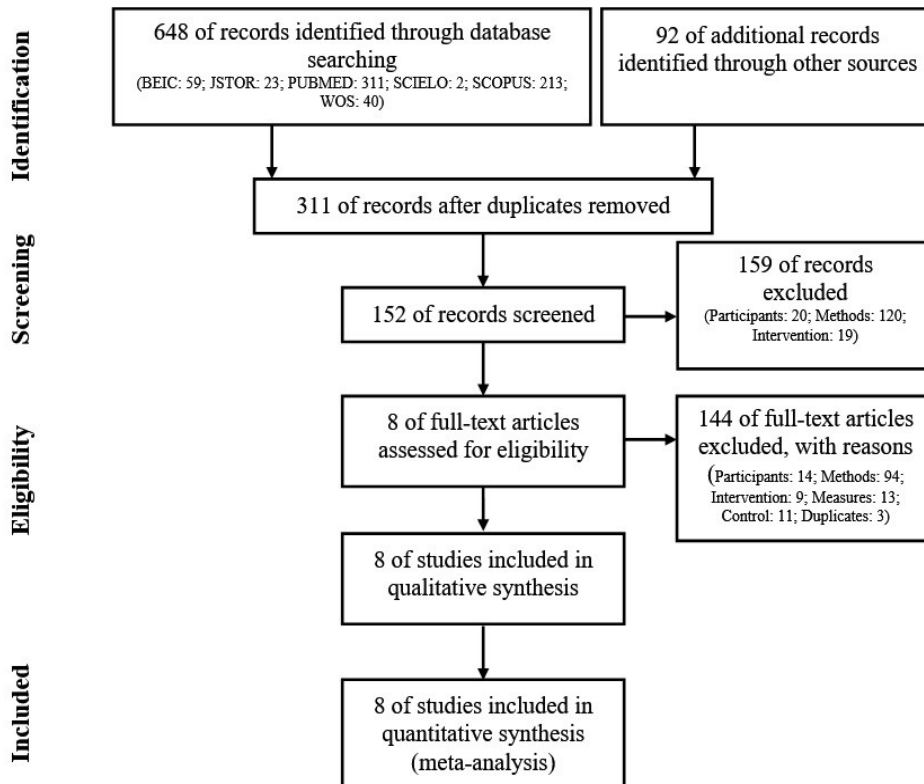 Identification
648 of records identified through database
searching
(BEIC: 59; JSTOR: 23; PUBMED: 311; SCIELO: 2; SCOPUS: 213;
WOS: 40)
92 of additional records
identified through other sources
311 of records after duplicates removed
Screening
152 of records screened
159 of records
excluded
(Participants: 20; Methods: 120;
Intervention: 19)
Eligibility
8 of full-text articles
assessed for eligibility
144 of full-text articles
excluded, with reasons
(Participants: 14; Methods: 94;
Intervention: 9; Measures: 13;
Control: 11; Duplicates: 3)
8 of studies included in
qualitative synthesis
Included
8 of studies included in
quantitative synthesis
(meta-analysis)